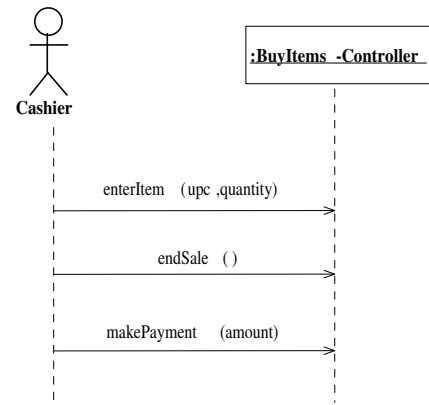 :BuyItems -Controller
Cashier
enterItem (upc ,quantity)
endSale ( )
makePayment (amount)